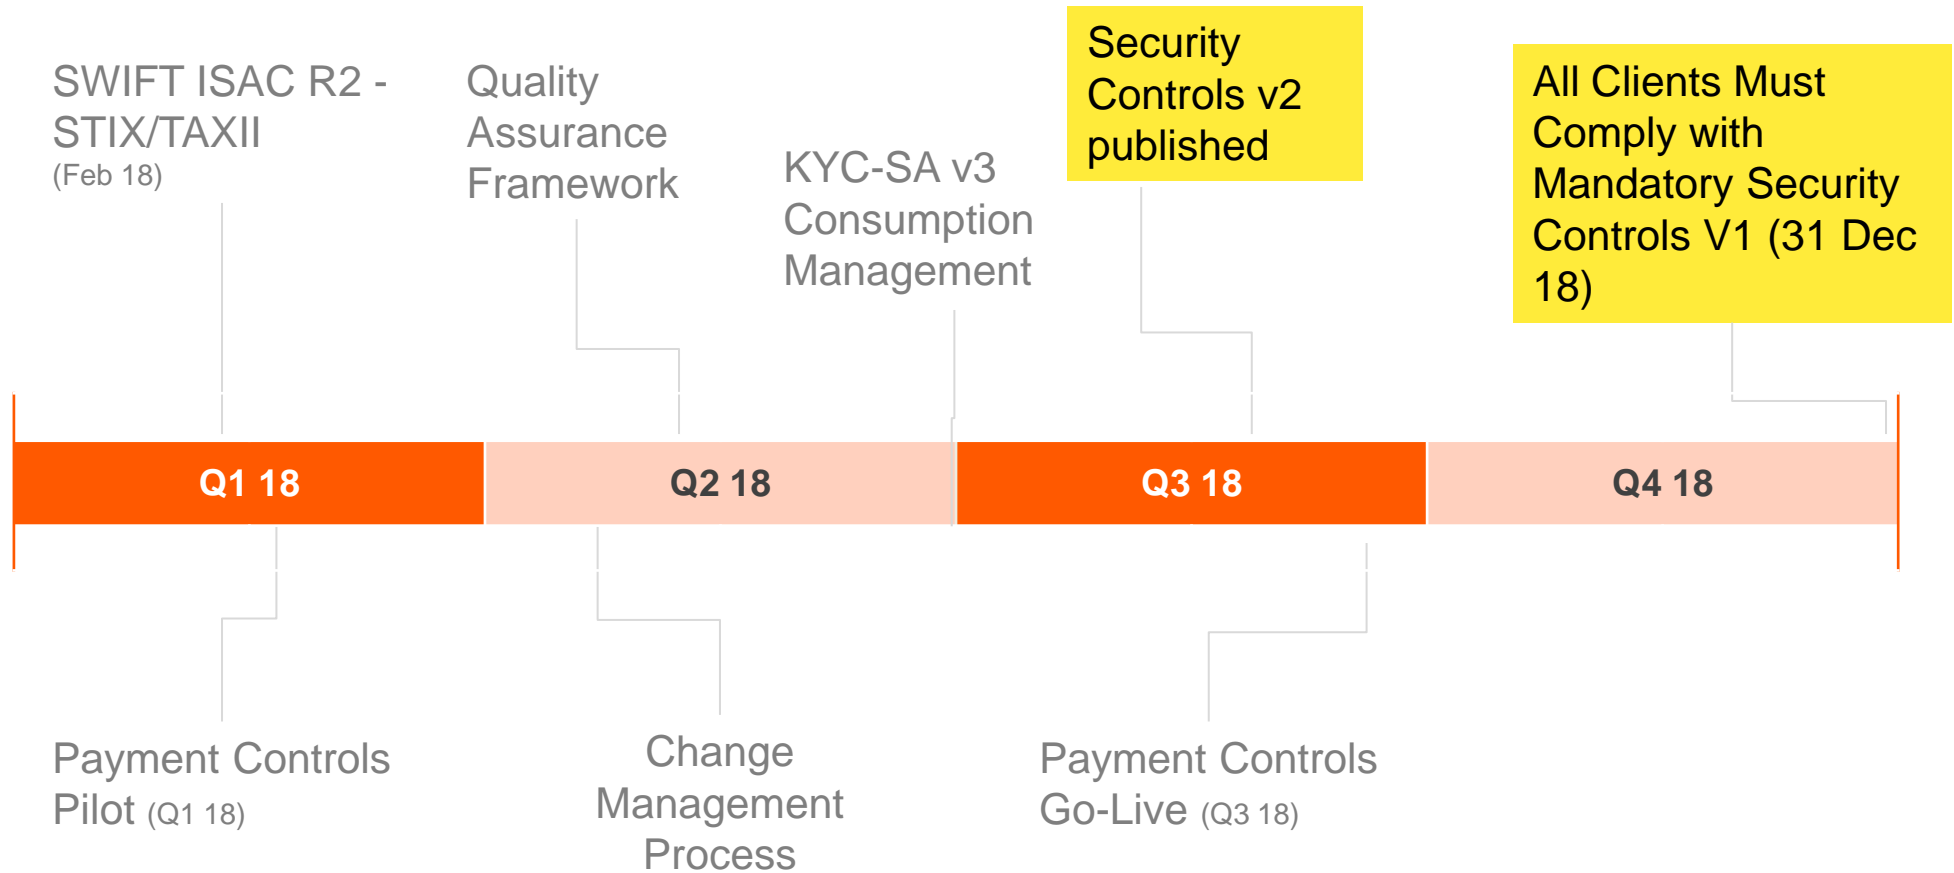 SWIFT ISAC R2 -
STIX/TAXII
(Feb 18)
Quality
Assurance
Framework
KYC-SA v3
Consumption
Management
Security
Controls v2
published
All Clients Must
Comply with
Mandatory Security
Controls V1 (31 Dec
18)
Q1 18
Q2 18
Q3 18
Q4 18
Payment Controls
Pilot (Q1 18)
Change
Management
Process
Payment Controls
Go-Live (Q3 18)